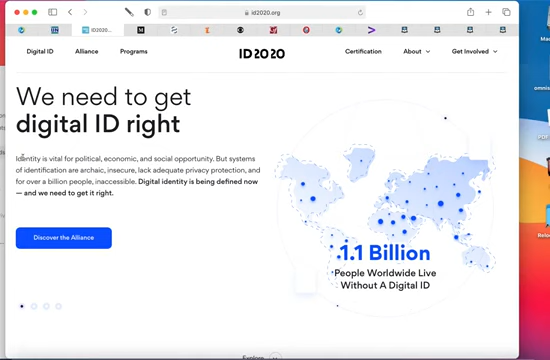 id2020.org
ID2020...
Digital ID
Alliance
Programs
ID2020
Certification
About
Get Involved
We need to get
digital ID right
Identity is vital for political, economic, and social opportunity. But systems
of identification are archaic, insecure, lack adequate privacy protection, and
for over a billion people, inaccessible. Digital identity is being defined now
— and we need to get it right.
Discover the Alliance
1.1 Billion
People Worldwide Live
Without A Digital ID
Explore